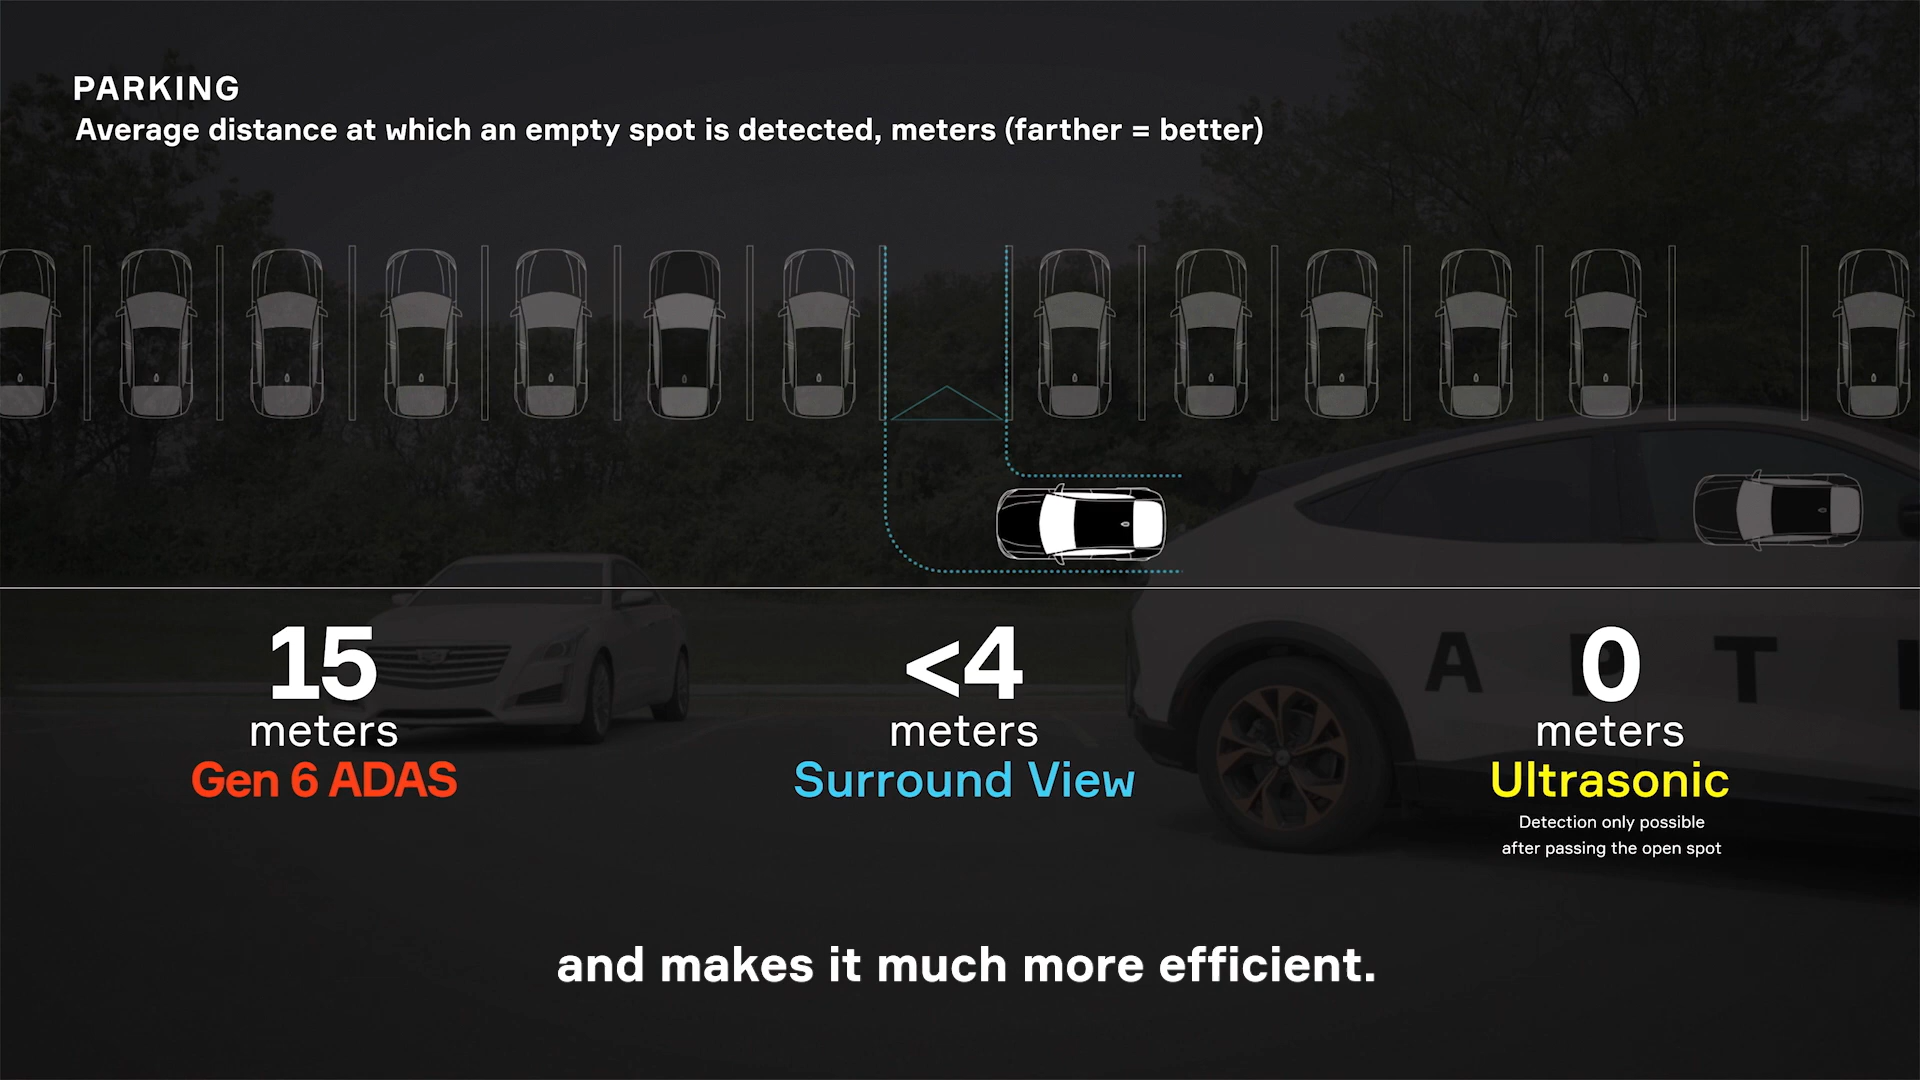 PARKING
Average distance at which an empty spot is detected, meters (farther = better)
15
meters
Gen 6 ADAS
<4
meters
Surround View
0
meters
Ultrasonic
Detection only possible
after passing the open spot
A P T I
and makes it much more efficient.